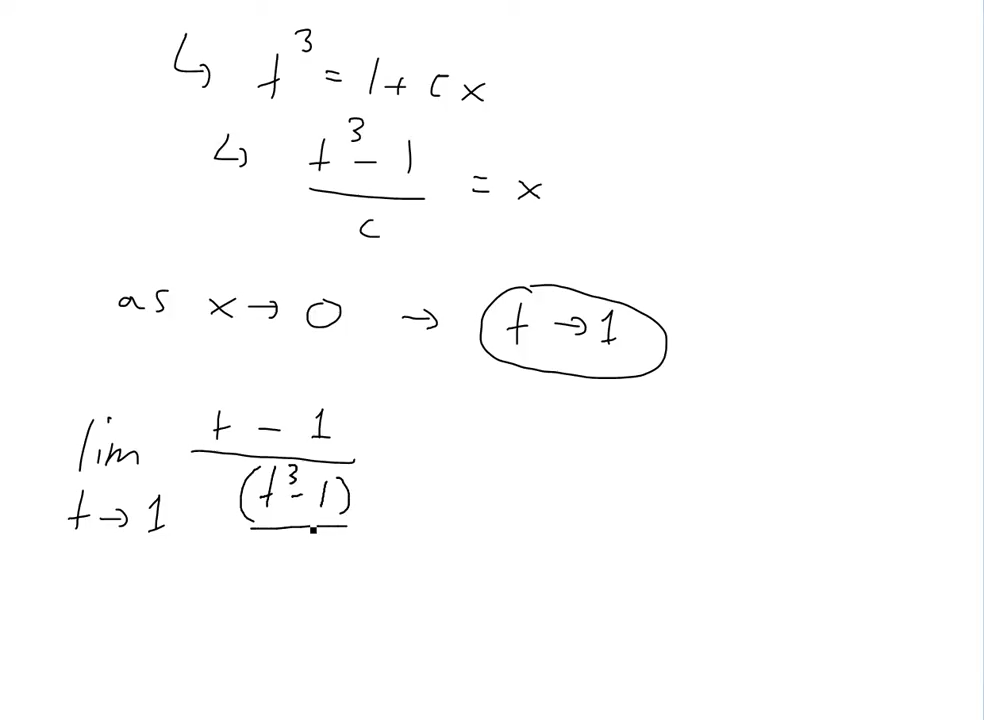 ↳ t³ = 1 + cx
↳ t³ - 1
= x
c
as x → 0 → t → 1
lim t - 1
t → 1 (t³ - 1)